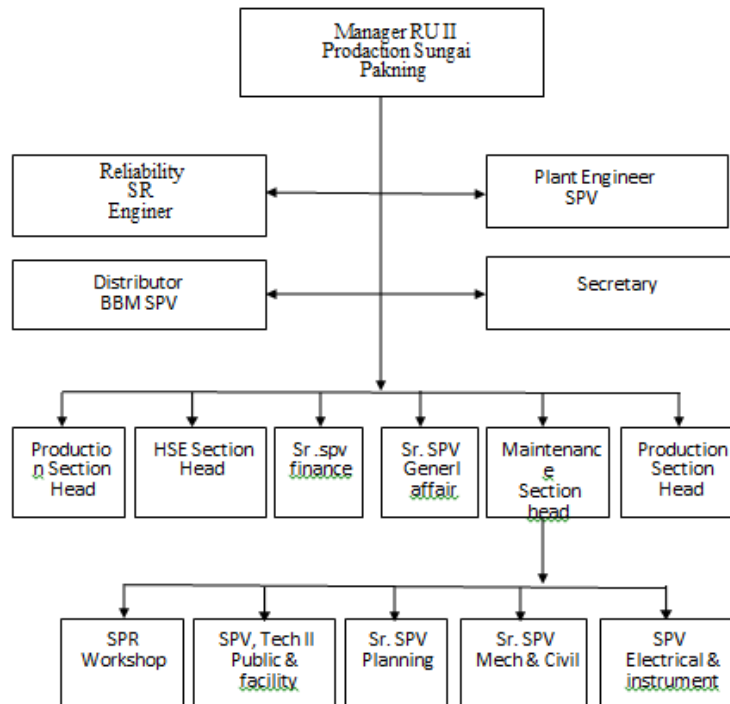 Manager RU II
Prodaction Sungai
Pakning
Reliability
SR
Enginer
Plant Engineer
SPV
Distributor
BBM SPV
Secretary
Productio
n Section
Head
HSE Section
Head
Sr .spv
finance
Sr. SPV
Generl
affair
Maintenanc
e
Section
head
Production
Section
Head
SPR
Workshop
SPV, Tech II
Public &
facility
Sr. SPV
Planning
Sr. SPV
Mech & Civil
SPV
Electrical &
instrument